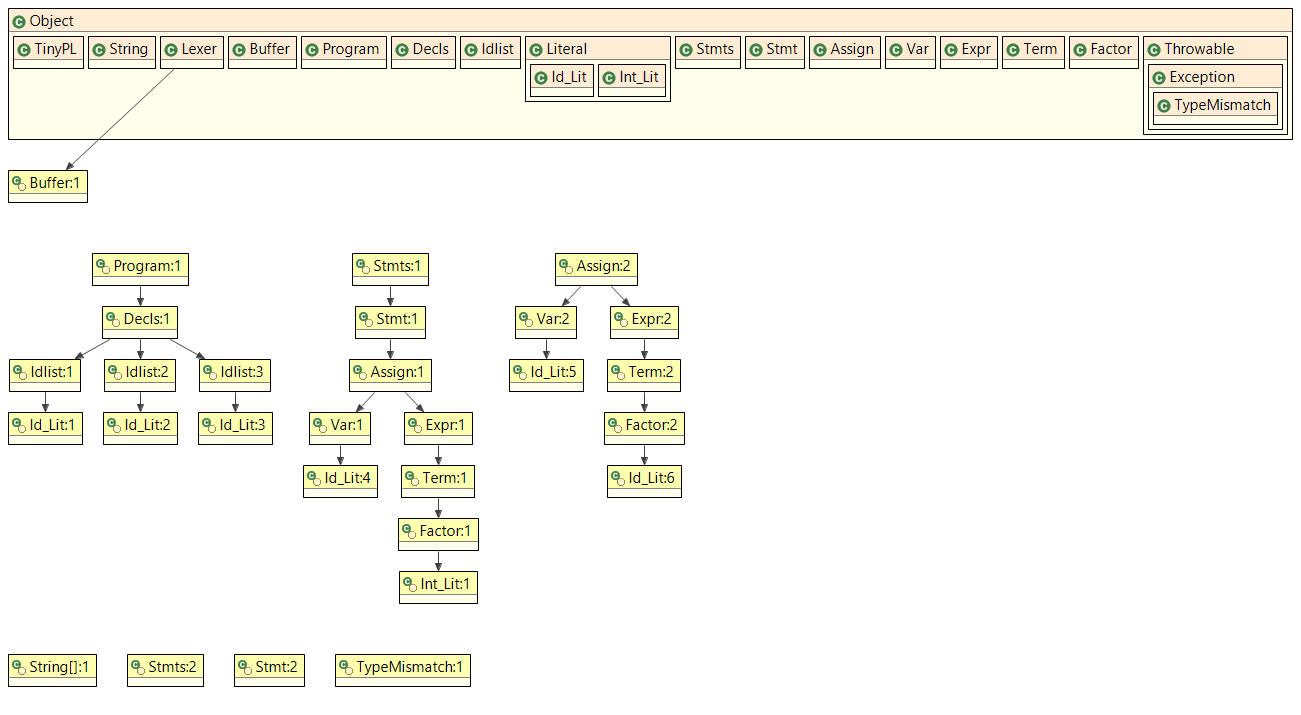 Object
TinyPL String Lexer Buffer Program Decls Idlist Literal Stmts Stmt Assign Var Expr Term Factor Throwable
Id_Lit Int_Lit Exception
TypeMismatch
Buffer:1
Program:1 Stmts:1 Assign:2
Decls:1 Stmt:1 Var:2 Expr:2
Idlist:1 Idlist:2 Idlist:3 Assign:1 Id_Lit:5 Term:2
Id_Lit:1 Id_Lit:2 Id_Lit:3 Var:1 Expr:1 Factor:2
Id_Lit:4 Term:1 Id_Lit:6
Factor:1
Int_Lit:1
String[]:1 Stmts:2 Stmt:2 TypeMismatch:1